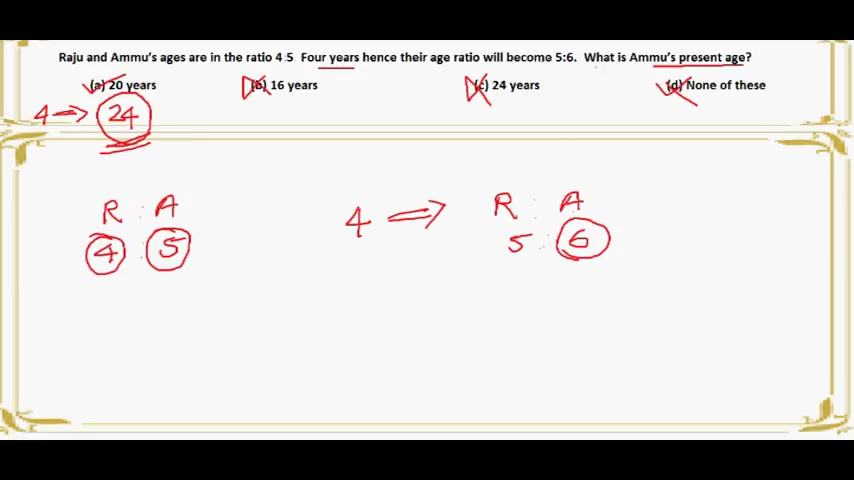 Raju and Ammu's ages are in the ratio 4 5 Four years hence their age ratio will become 5:6. What is Ammu's present age?
(a) 20 years (b) 16 years (c) 24 years (d) None of these
4 ⇒ 24
R : A 4 ⇒ R : A
4 : 5 5 : 6